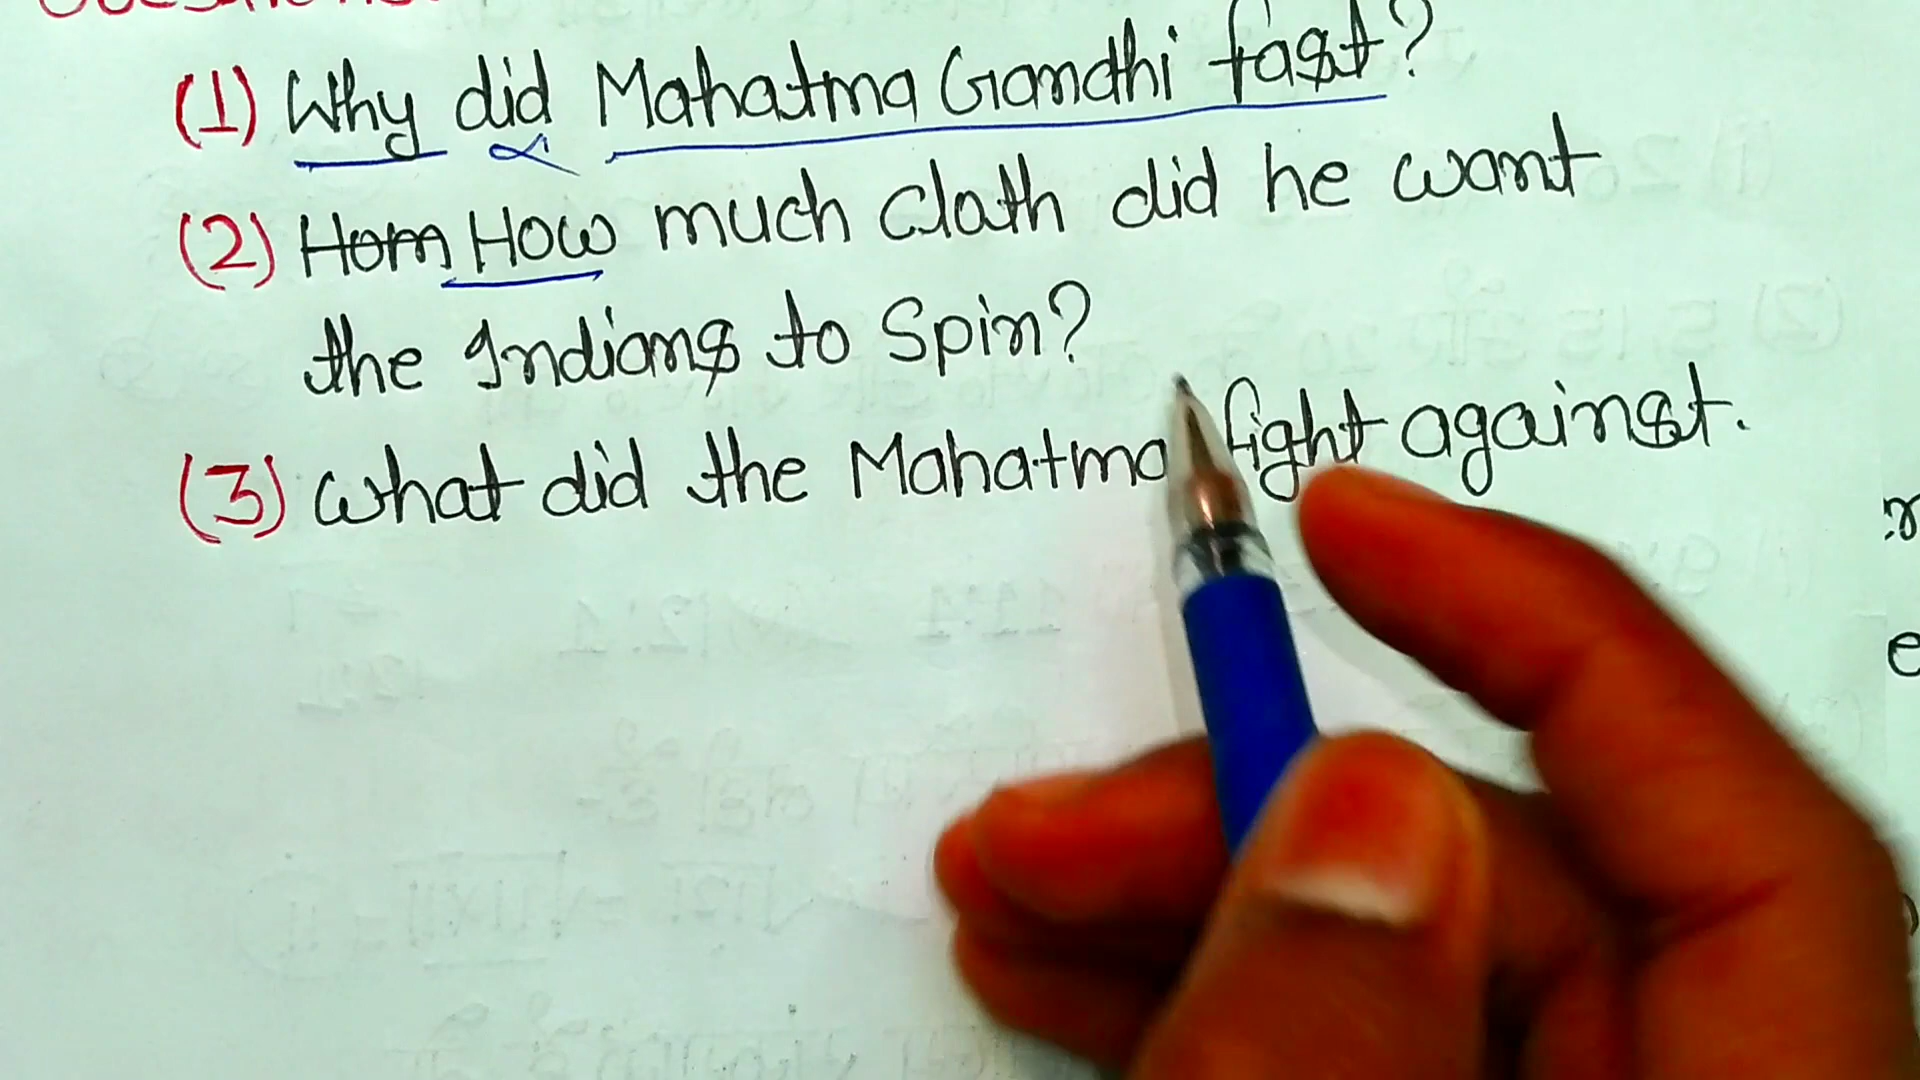 Questions
(1) Why did Mahatma Gandhi fast?
(2) Hom How much cloth did he want
the Indians to Spin?
(3) What did the Mahatma fight against.